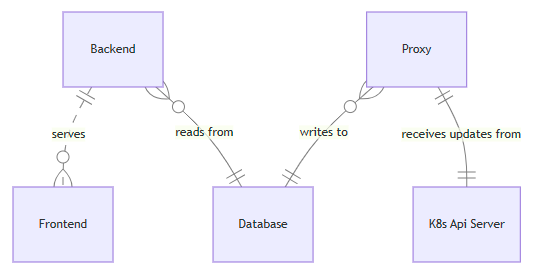 Backend
Proxy
serves
reads from
writes to
receives updates from
Frontend
Database
K8s Api Server